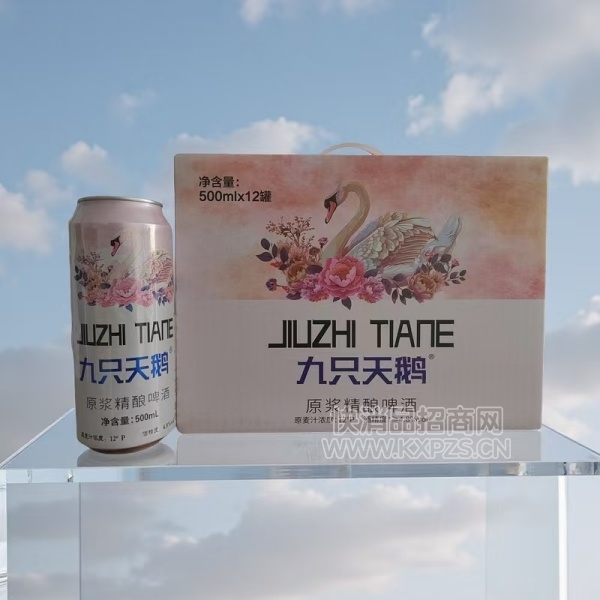 净含量:
500mlx12罐
JIUZHI TIANE
九只天鹅®
原浆精酿啤酒
JIUZHI TIANE
九只天鹅®
原浆精酿啤酒
净含量:500mL
12° P
快消品招商网
WWW.KXPZS.CN